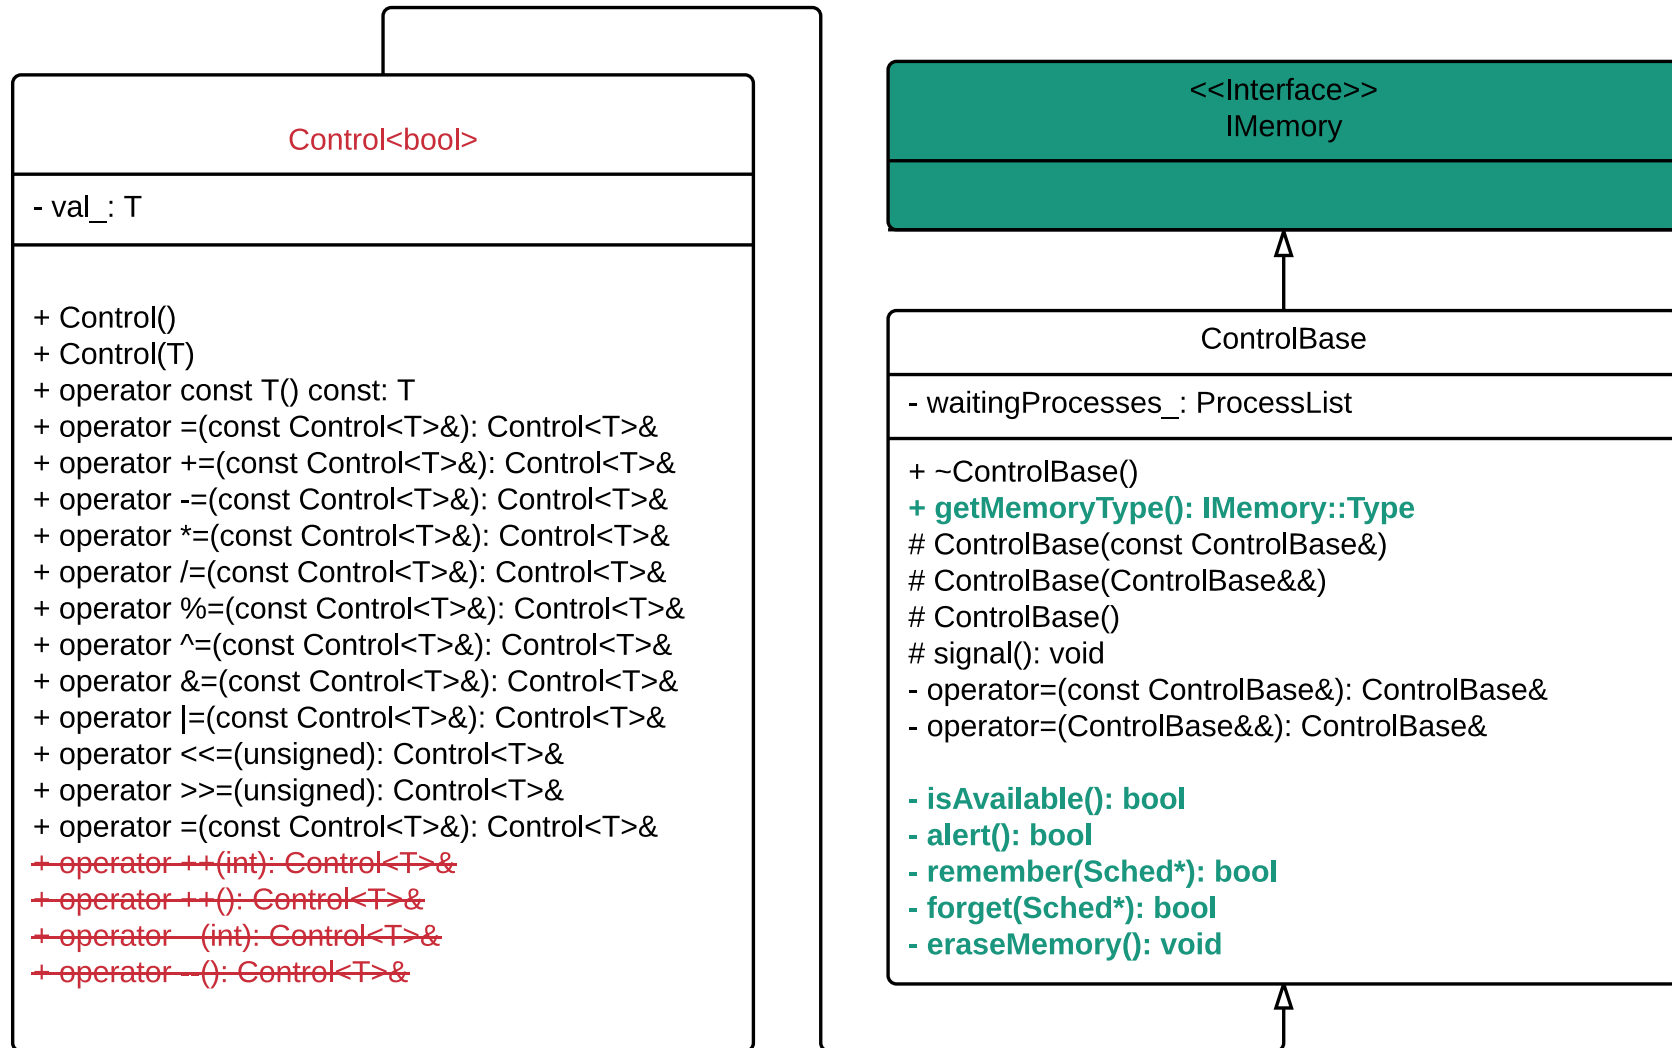 Control<bool>
- val_: T
+ Control()
+ Control(T)
+ operator const T() const: T
+ operator =(const Control<T>&): Control<T>&
+ operator +=(const Control<T>&): Control<T>&
+ operator -=(const Control<T>&): Control<T>&
+ operator *=(const Control<T>&): Control<T>&
+ operator /=(const Control<T>&): Control<T>&
+ operator %=(const Control<T>&): Control<T>&
+ operator ^=(const Control<T>&): Control<T>&
+ operator &=(const Control<T>&): Control<T>&
+ operator |=(const Control<T>&): Control<T>&
+ operator <<=(unsigned): Control<T>&
+ operator >>=(unsigned): Control<T>&
+ operator =(const Control<T>&): Control<T>&
+ operator ++(int): Control<T>&
+ operator ++(): Control<T>&
+ operator --(int): Control<T>&
+ operator --(): Control<T>&
<<Interface>>
IMemory
ControlBase
- waitingProcesses_: ProcessList
+ ~ControlBase()
+ getMemoryType(): IMemory::Type
# ControlBase(const ControlBase&)
# ControlBase(ControlBase&&)
# ControlBase()
# signal(): void
- operator=(const ControlBase&): ControlBase&
- operator=(ControlBase&&): ControlBase&
- isAvailable(): bool
- alert(): bool
- remember(Sched*): bool
- forget(Sched*): bool
- eraseMemory(): void